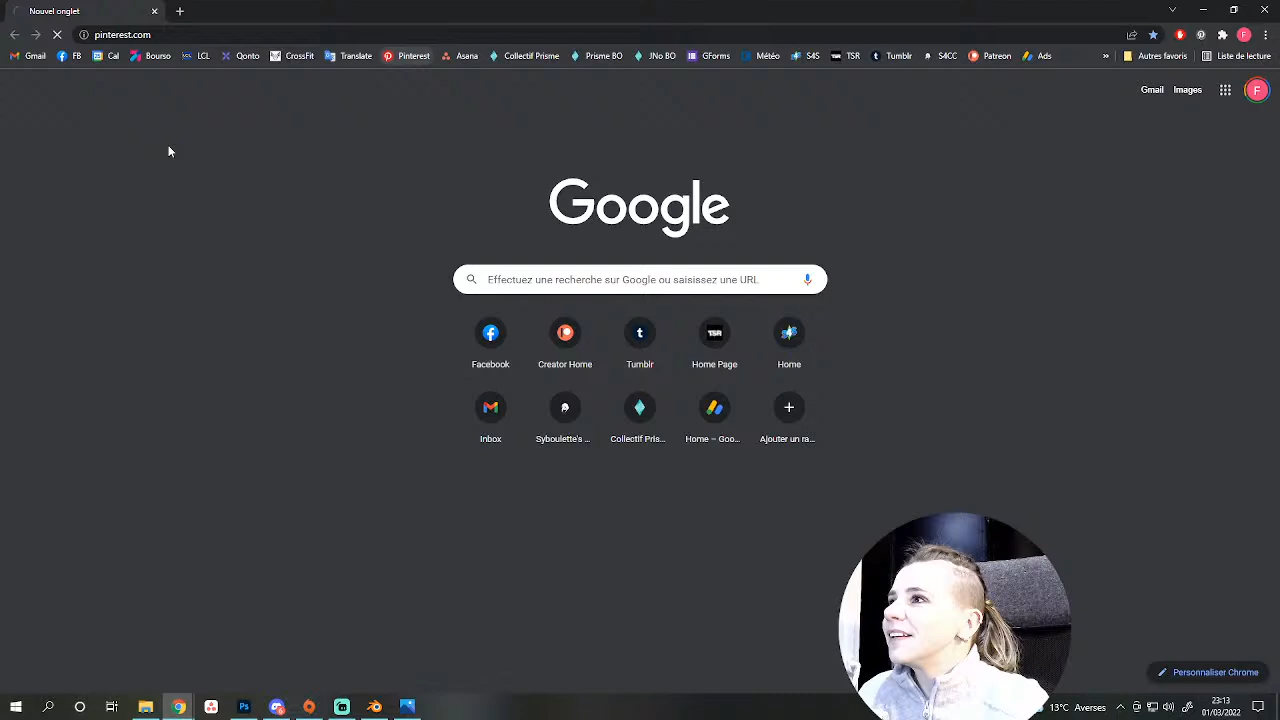 Nouvel onglet
pinterest.com
Gmail FB Cal Bourso LCL Qonto CrossFit Translate Pinterest Asana Collectif Prisme Prisme BO JNo BO GForms Météo S4S TSR Tumblr S4CC Patreon Ads » Autres favoris Liste de lecture
Gmail Images F
Google
Effectuez une recherche sur Google ou saisissez une URL
Facebook Creator Home Tumblr Home Page Home
Inbox Syboulette's ... Collectif Pris... Home – Goo... Ajouter un ra...
Personnaliser Chrome
13°C Averses
23:13